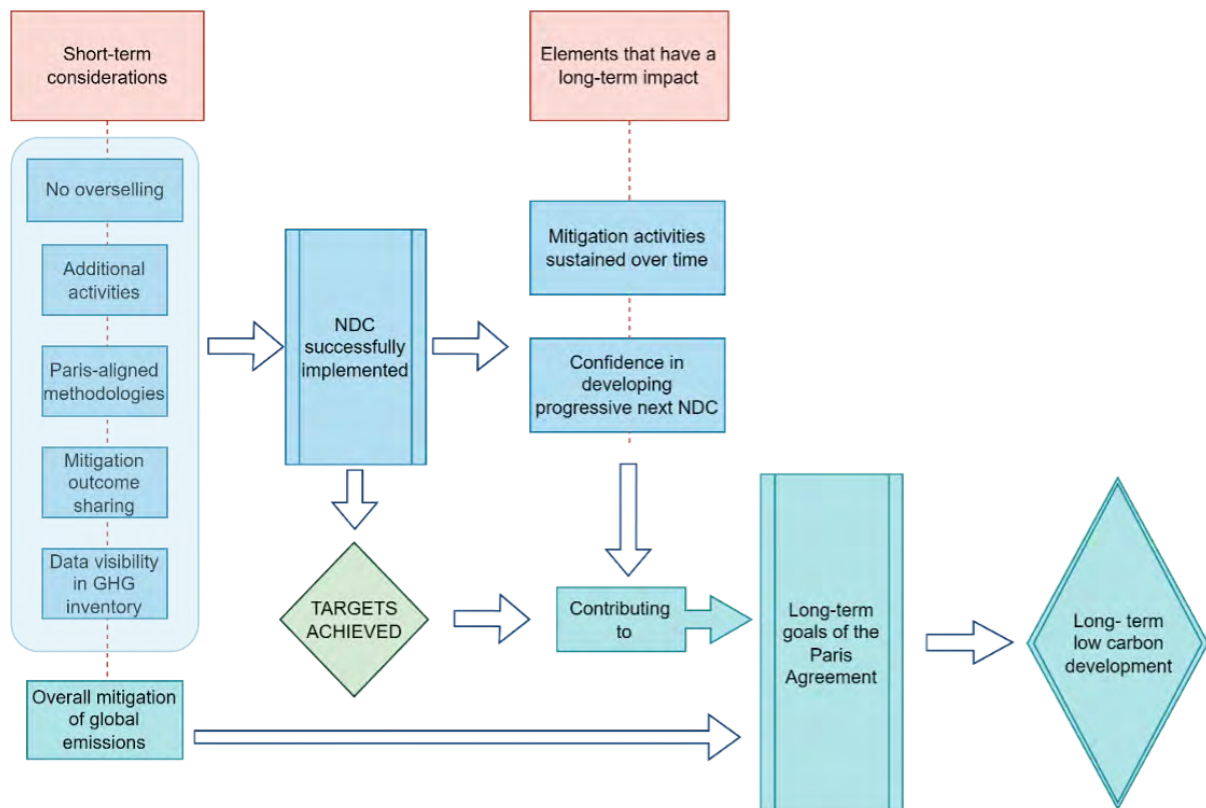 Short-term
considerations
Elements that have a
long-term impact
No overselling
Additional
activities
Paris-aligned
methodologies
Mitigation
outcome
sharing
Data visibility
in GHG
inventory
Overall mitigation
of global
emissions
NDC
successfully
implemented
TARGETS
ACHIEVED
Mitigation activities
sustained over time
Confidence in
developing
progressive next NDC
Contributing
to
Long-term
goals of the
Paris
Agreement
Long- term
low carbon
development